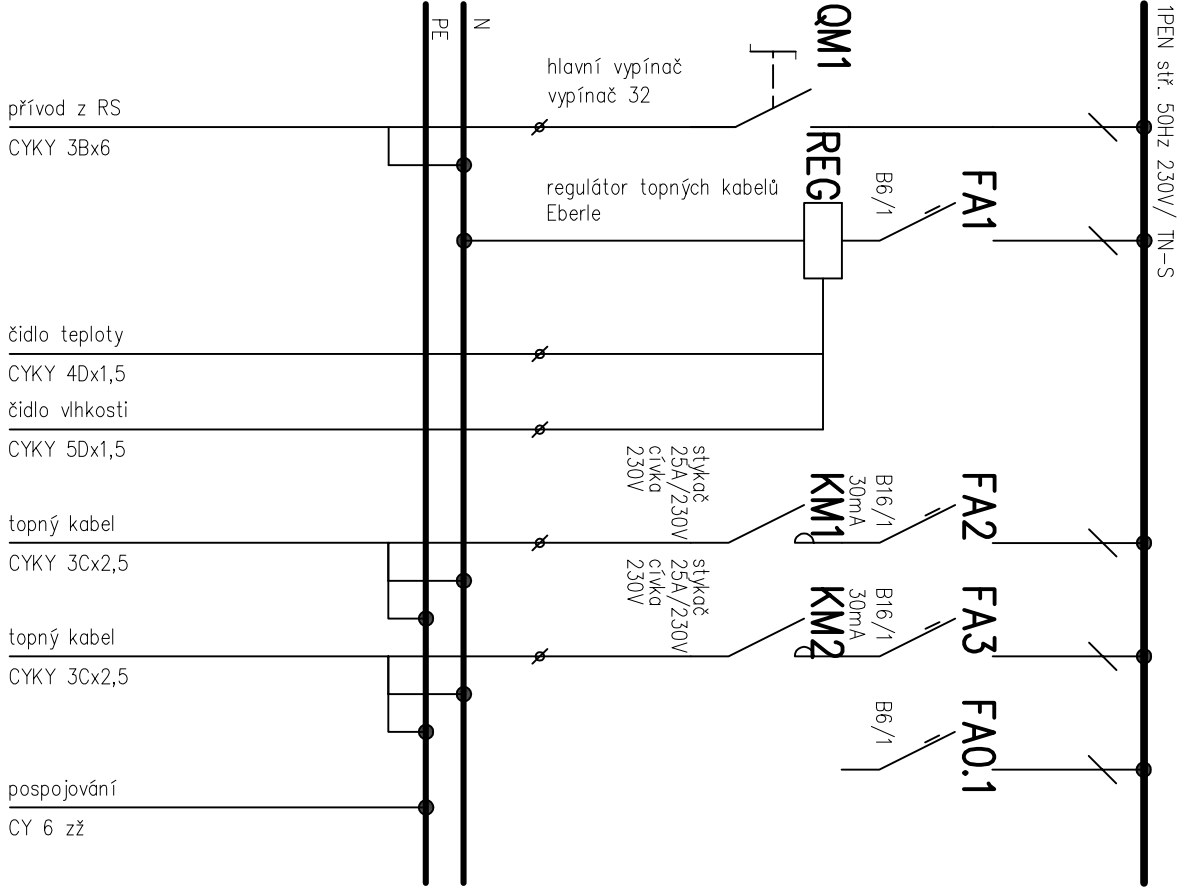 1PEN stř. 50Hz 230V/ TN-S
N
PE
QM1
hlavní vypínač
vypínač 32
přívod z RS
CYKY 3Bx6
REG
regulátor topných kabelů
Eberle
FA1
B6/1
čidlo teploty
CYKY 4Dx1,5
čidlo vlhkosti
CYKY 5Dx1,5
FA2
B16/1
30mA
KM1
stykač
25A/230V
cívka
230V
topný kabel
CYKY 3Cx2,5
FA3
B16/1
30mA
KM2
stykač
25A/230V
cívka
230V
topný kabel
CYKY 3Cx2,5
FA0.1
B6/1
pospojování
CY 6 zž